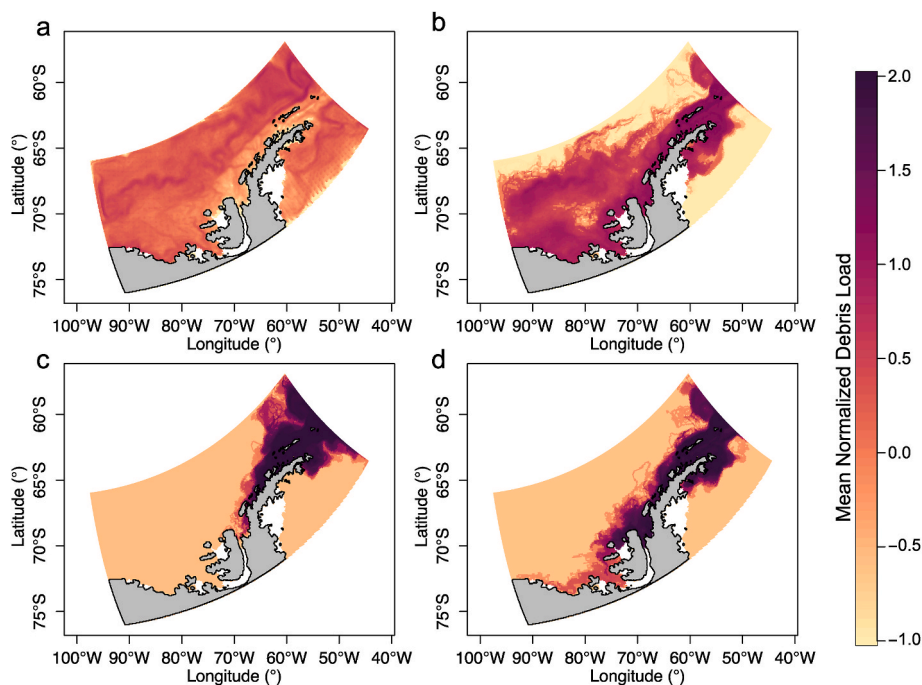 a
b
60°S
65°S
70°S
75°S
Latitude (°)
100°W 90°W 80°W 70°W 60°W 50°W 40°W
Longitude (°)
60°S
65°S
70°S
75°S
Latitude (°)
100°W 90°W 80°W 70°W 60°W 50°W 40°W
Longitude (°)
c
d
60°S
65°S
70°S
75°S
Latitude (°)
100°W 90°W 80°W 70°W 60°W 50°W 40°W
Longitude (°)
60°S
65°S
70°S
75°S
Latitude (°)
100°W 90°W 80°W 70°W 60°W 50°W 40°W
Longitude (°)
Mean Normalized Debris Load
2.0
1.5
1.0
0.5
0.0
−0.5
−1.0